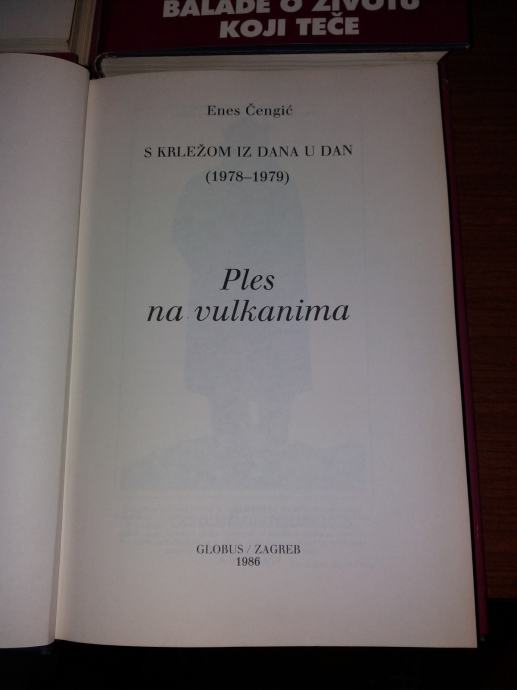 BALADE O ŽIVOTU
KOJI TEČE
Enes Čengić
S KRLEŽOM IZ DANA U DAN
(1978–1979)
Ples
na vulkanima
GLOBUS / ZAGREB
1986